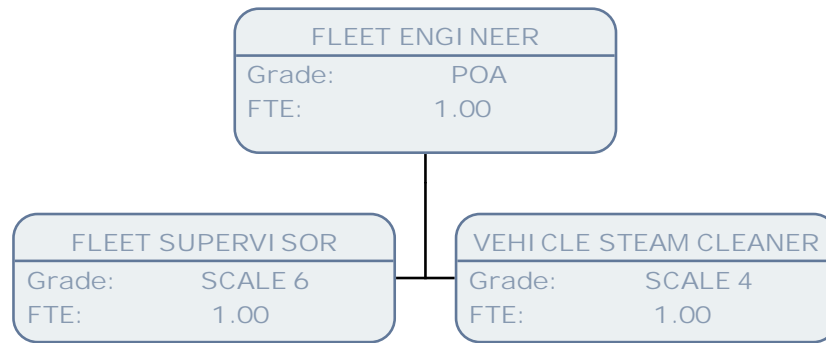 FLEET ENGINEER
Grade: POA
FTE: 1.00
FLEET SUPERVISOR
Grade: SCALE 6
FTE: 1.00
VEHICLE STEAM CLEANER
Grade: SCALE 4
FTE: 1.00